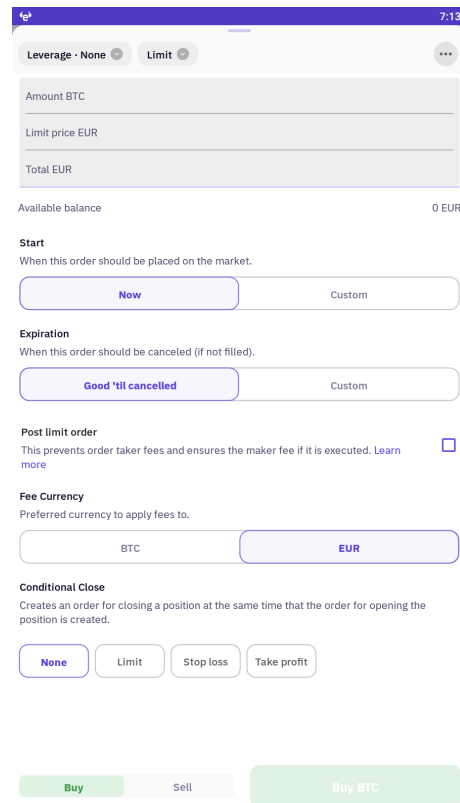 7:13
Leverage · None
Limit
Amount BTC
Limit price EUR
Total EUR
Available balance
0 EUR
Start
When this order should be placed on the market.
Now
Custom
Expiration
When this order should be canceled (if not filled).
Good 'til cancelled
Custom
Post limit order
This prevents order taker fees and ensures the maker fee if it is executed. Learn
more
Fee Currency
Preferred currency to apply fees to.
BTC
EUR
Conditional Close
Creates an order for closing a position at the same time that the order for opening the
position is created.
None
Limit
Stop loss
Take profit
Buy
Sell
Buy BTC